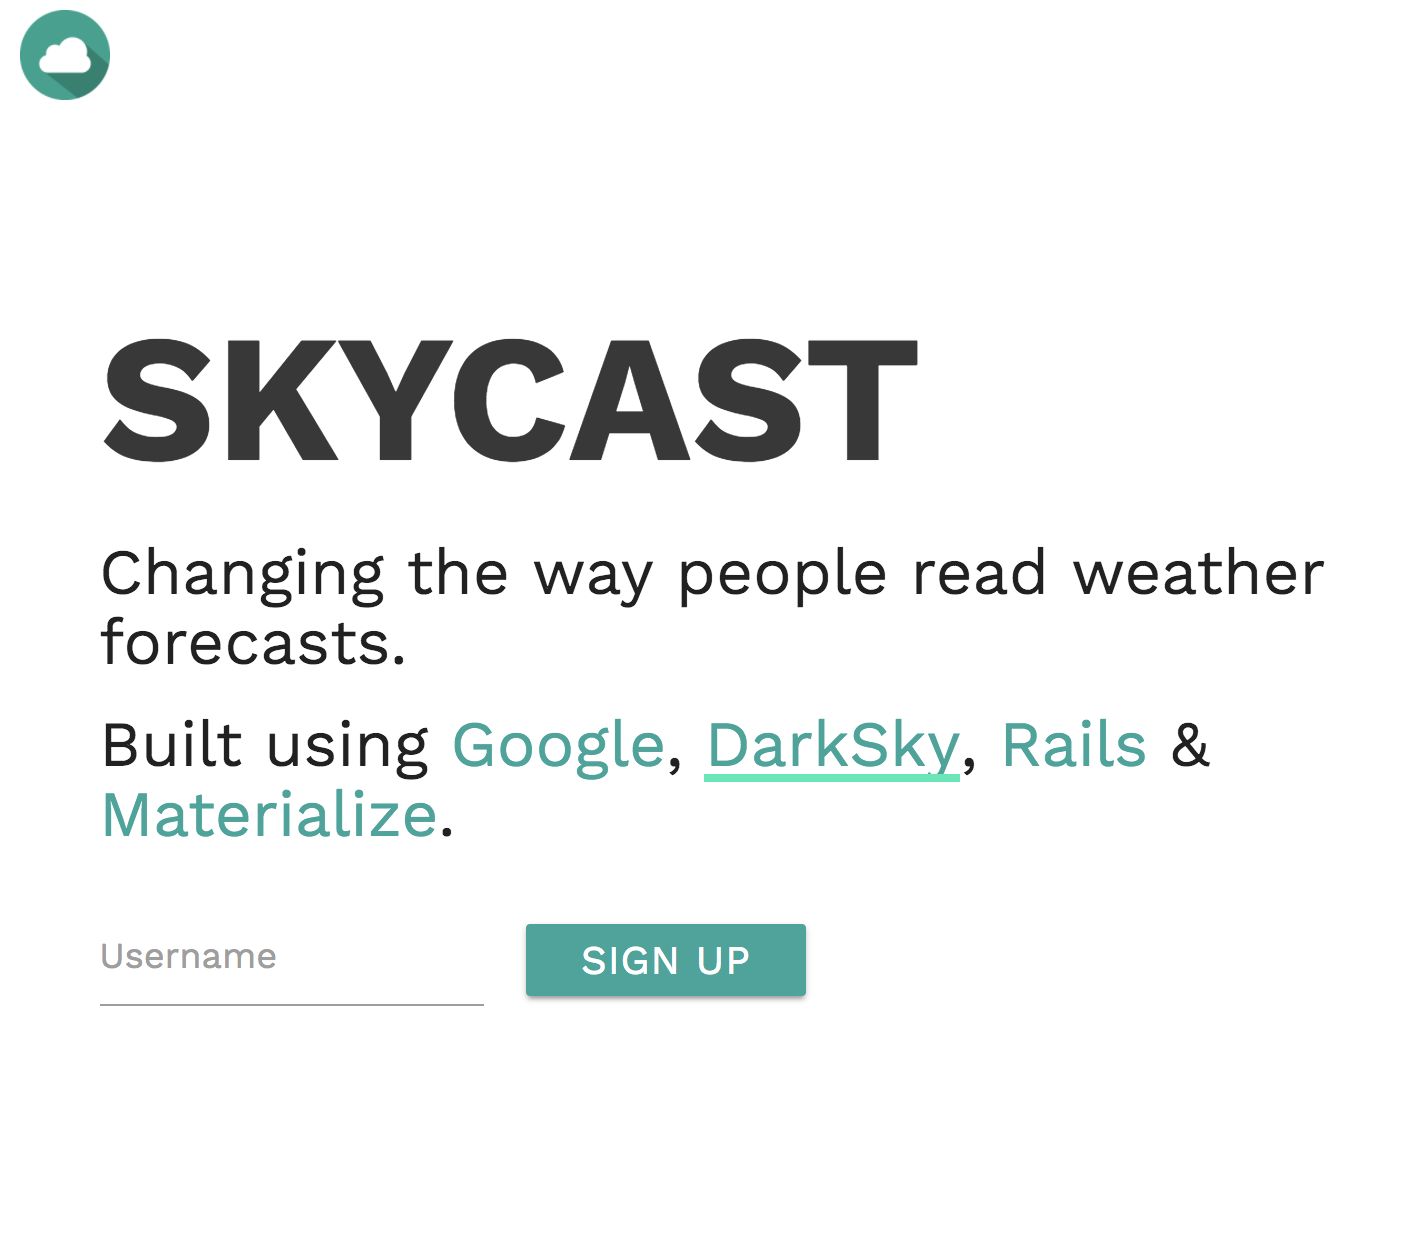 SKYCAST
Changing the way people read weather
forecasts.
Built using Google, DarkSky, Rails &
Materialize.
Username
SIGN UP